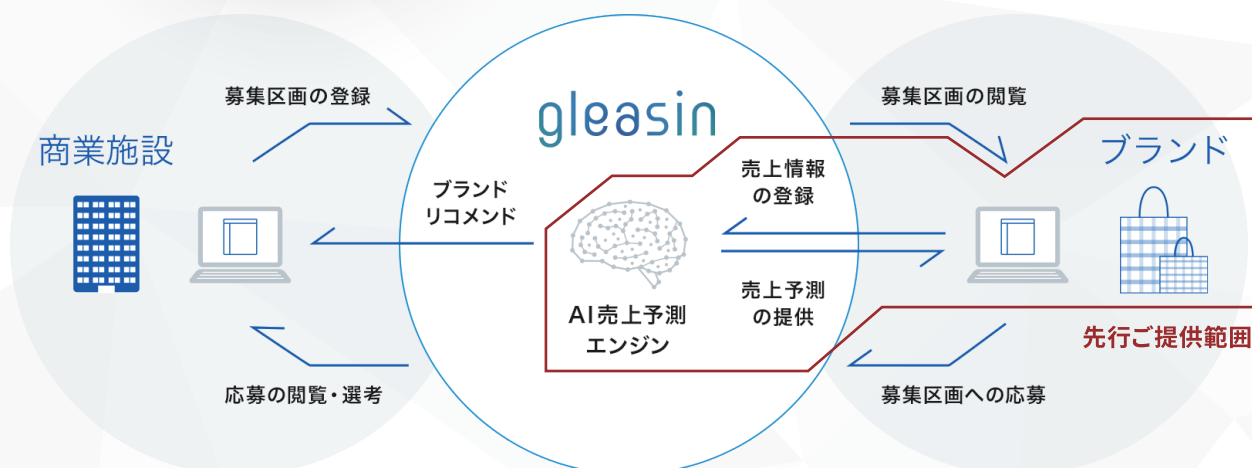 gleasin
商業施設
募集区画の登録
ブランド
リコメンド
応募の閲覧・選考
AI売上予測
エンジン
売上情報
の登録
売上予測
の提供
募集区画の閲覧
ブランド
先行ご提供範囲
募集区画への応募